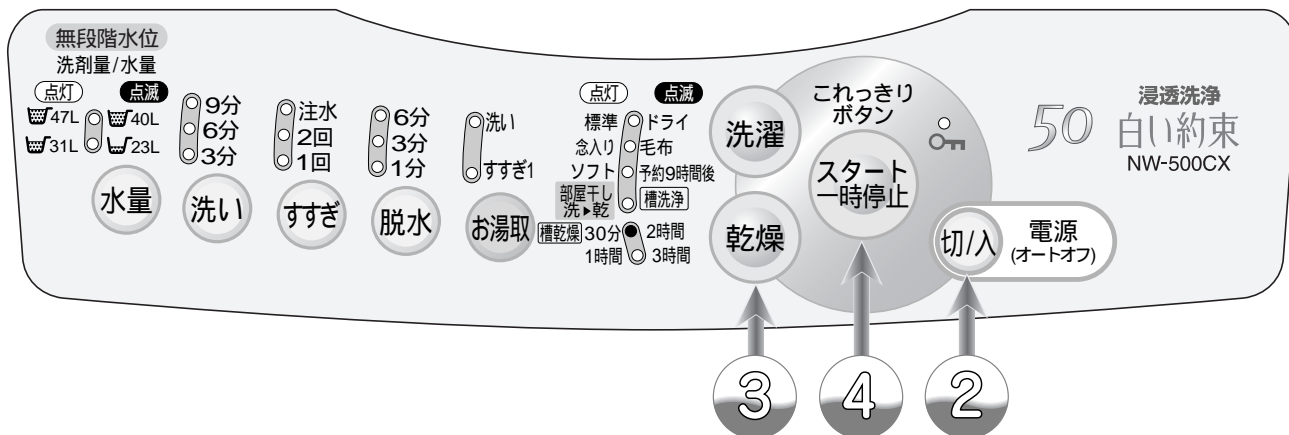 無段階水位
洗剤量/水量
点灯 点滅
47L 40L
31L 23L
水量
9分
6分
3分
洗い
注水
2回
1回
すすぎ
6分
3分
1分
脱水
洗い
すすぎ1
お湯取
点灯 点滅
標準 ドライ
念入り 毛布
ソフト 予約9時間後
部屋干し
洗▶乾 槽洗浄
槽乾燥 30分 2時間
1時間 3時間
洗濯
乾燥
これっきり
ボタン
スタート
一時停止
切/入
電源
(オートオフ)
50
浸透洗浄
白い約束
NW-500CX
3 4 2